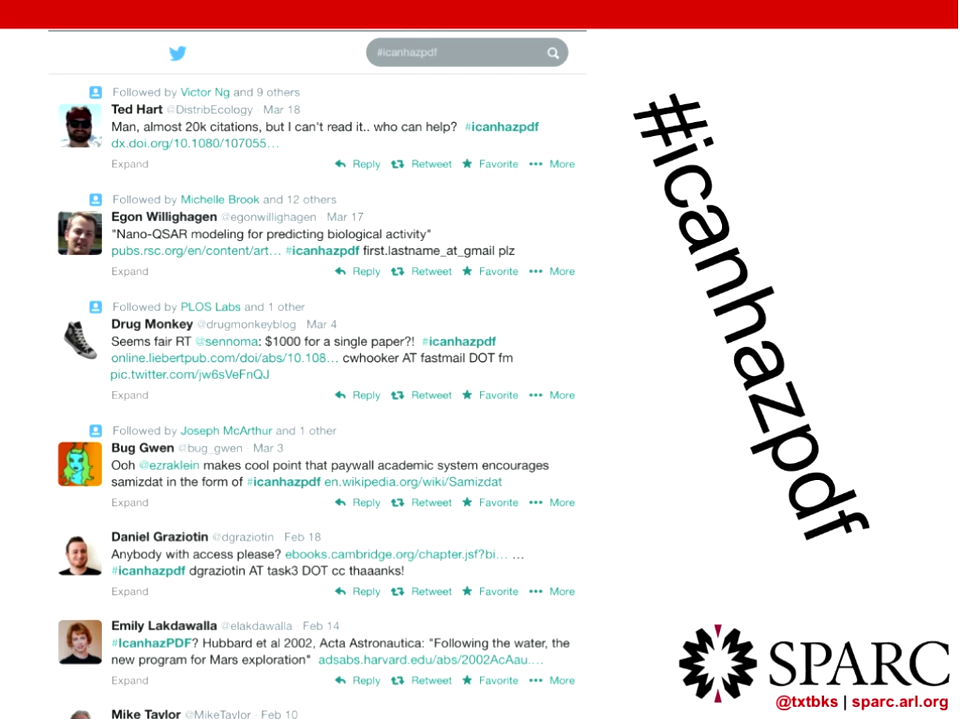 #icanhazpdf
Followed by Victor Ng and 9 others
Ted Hart @DistribEcology · Mar 18
Man, almost 20k citations, but I can't read it.. who can help? #icanhazpdf
dx.doi.org/10.1080/107055…
Expand Reply Retweet Favorite ••• More
Followed by Michelle Brook and 12 others
Egon Willighagen @egonwillighagen · Mar 17
"Nano-QSAR modeling for predicting biological activity"
pubs.rsc.org/en/content/art… #icanhazpdf first.lastname_at_gmail plz
Expand Reply Retweet Favorite ••• More
Followed by PLOS Labs and 1 other
Drug Monkey @drugmonkeyblog · Mar 4
Seems fair RT @sennoma: $1000 for a single paper?! #icanhazpdf
online.liebertpub.com/doi/abs/10.108… cwhooker AT fastmail DOT fm
pic.twitter.com/jw6sVeFnQJ
Expand Reply Retweet Favorite ••• More
Followed by Joseph McArthur and 1 other
Bug Gwen @bug_gwen · Mar 3
Ooh @ezraklein makes cool point that paywall academic system encourages
samizdat in the form of #icanhazpdf en.wikipedia.org/wiki/Samizdat
Expand Reply Retweet Favorite ••• More
Daniel Graziotin @dgraziotin · Feb 18
Anybody with access please? ebooks.cambridge.org/chapter.jsf?bi… …
#icanhazpdf dgraziotin AT task3 DOT cc thaaanks!
Expand Reply Retweet Favorite ••• More
Emily Lakdawalla @elakdawalla · Feb 14
#IcanhazPDF? Hubbard et al 2002, Acta Astronautica: "Following the water, the
new program for Mars exploration" adsabs.harvard.edu/abs/2002AcAau.…
Expand Reply Retweet Favorite ••• More
Mike Taylor @MikeTaylor · Feb 10
#icanhazpdf
SPARC
@txtbks | sparc.arl.org